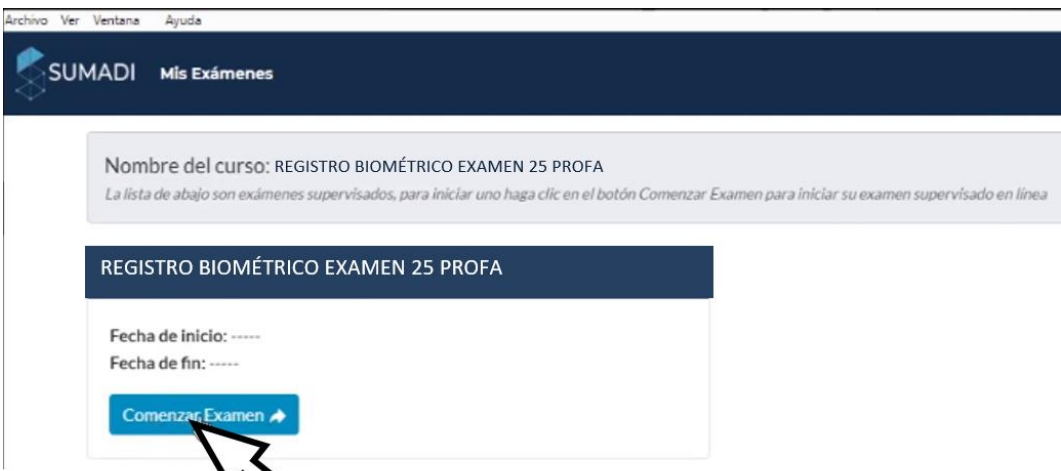 Archivo Ver Ventana Ayuda
SUMADI Mis Exámenes
Nombre del curso: REGISTRO BIOMÉTRICO EXAMEN 25 PROFA
La lista de abajo son exámenes supervisados, para iniciar uno haga clic en el botón Comenzar Examen para iniciar su examen supervisado en línea
REGISTRO BIOMÉTRICO EXAMEN 25 PROFA
Fecha de inicio: -----
Fecha de fin: -----
Comenzar Examen